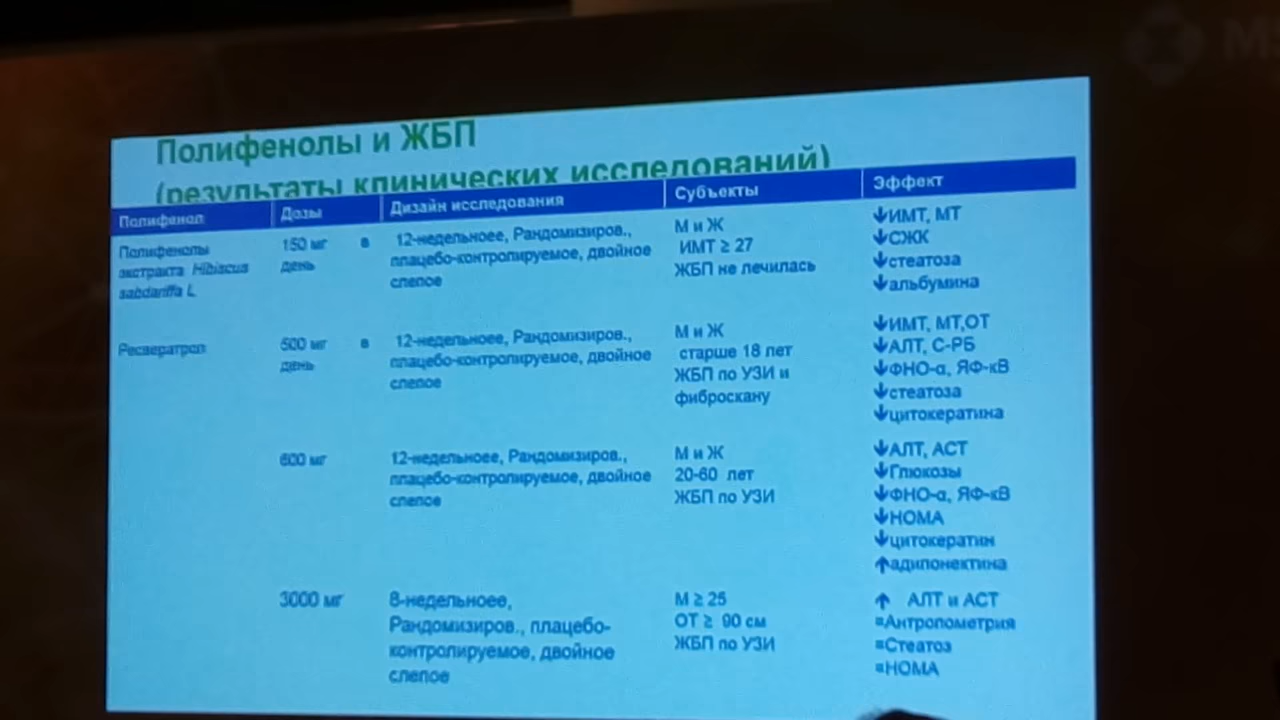 Полифенолы и ЖБП
(результаты клинических исследований)
Полифенол Дозы Дизайн исследования Субъекты Эффект
Полифенолы
экстракта Hibiscus
sabdariffa L
150 мг в
день
12-недельноее, Рандомизиров.,
плацебо-контролируемое, двойное
слепое
М и Ж
ИМТ ≥ 27
ЖБП не лечилась
↓ИМТ, МТ
↓СЖК
↓стеатоза
↓альбумина
Ресвератрол
500 мг в
день
12-недельноее, Рандомизиров.,
плацебо-контролируемое, двойное
слепое
М и Ж
старше 18 лет
ЖБП по УЗИ и
фиброскану
↓ИМТ, МТ,ОТ
↓АЛТ, С-РБ
↓ФНО-α, ЯФ-кВ
↓стеатоза
↓цитокератина
600 мг
12-недельноее, Рандомизиров.,
плацебо-контролируемое, двойное
слепое
М и Ж
20-60 лет
ЖБП по УЗИ
↓АЛТ, АСТ
↓Глюкозы
↓ФНО-α, ЯФ-кВ
↓НОМА
↓цитокератин
↑адипонектина
3000 мг
8-недельноее,
Рандомизиров., плацебо-
контролируемое, двойное
слепое
М ≥ 25
ОТ ≥ 90 см
ЖБП по УЗИ
↑ АЛТ и АСТ
=Антропометрия
=Стеатоз
=НОМА